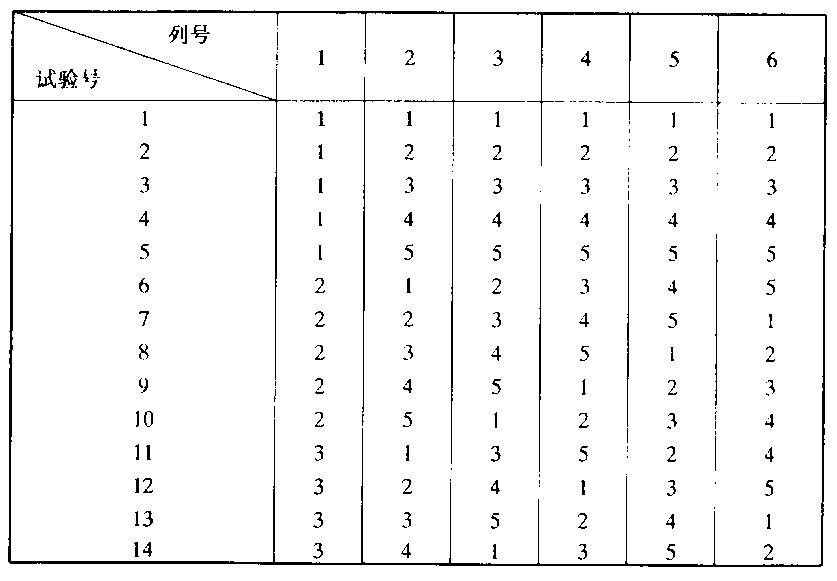 列号
试验号
1 2 3 4 5 6
1 1 1 1 1 1 1
2 1 2 2 2 2 2
3 1 3 3 3 3 3
4 1 4 4 4 4 4
5 1 5 5 5 5 5
6 2 1 2 3 4 5
7 2 2 3 4 5 1
8 2 3 4 5 1 2
9 2 4 5 1 2 3
10 2 5 1 2 3 4
11 3 1 3 5 2 4
12 3 2 4 1 3 5
13 3 3 5 2 4 1
14 3 4 1 3 5 2